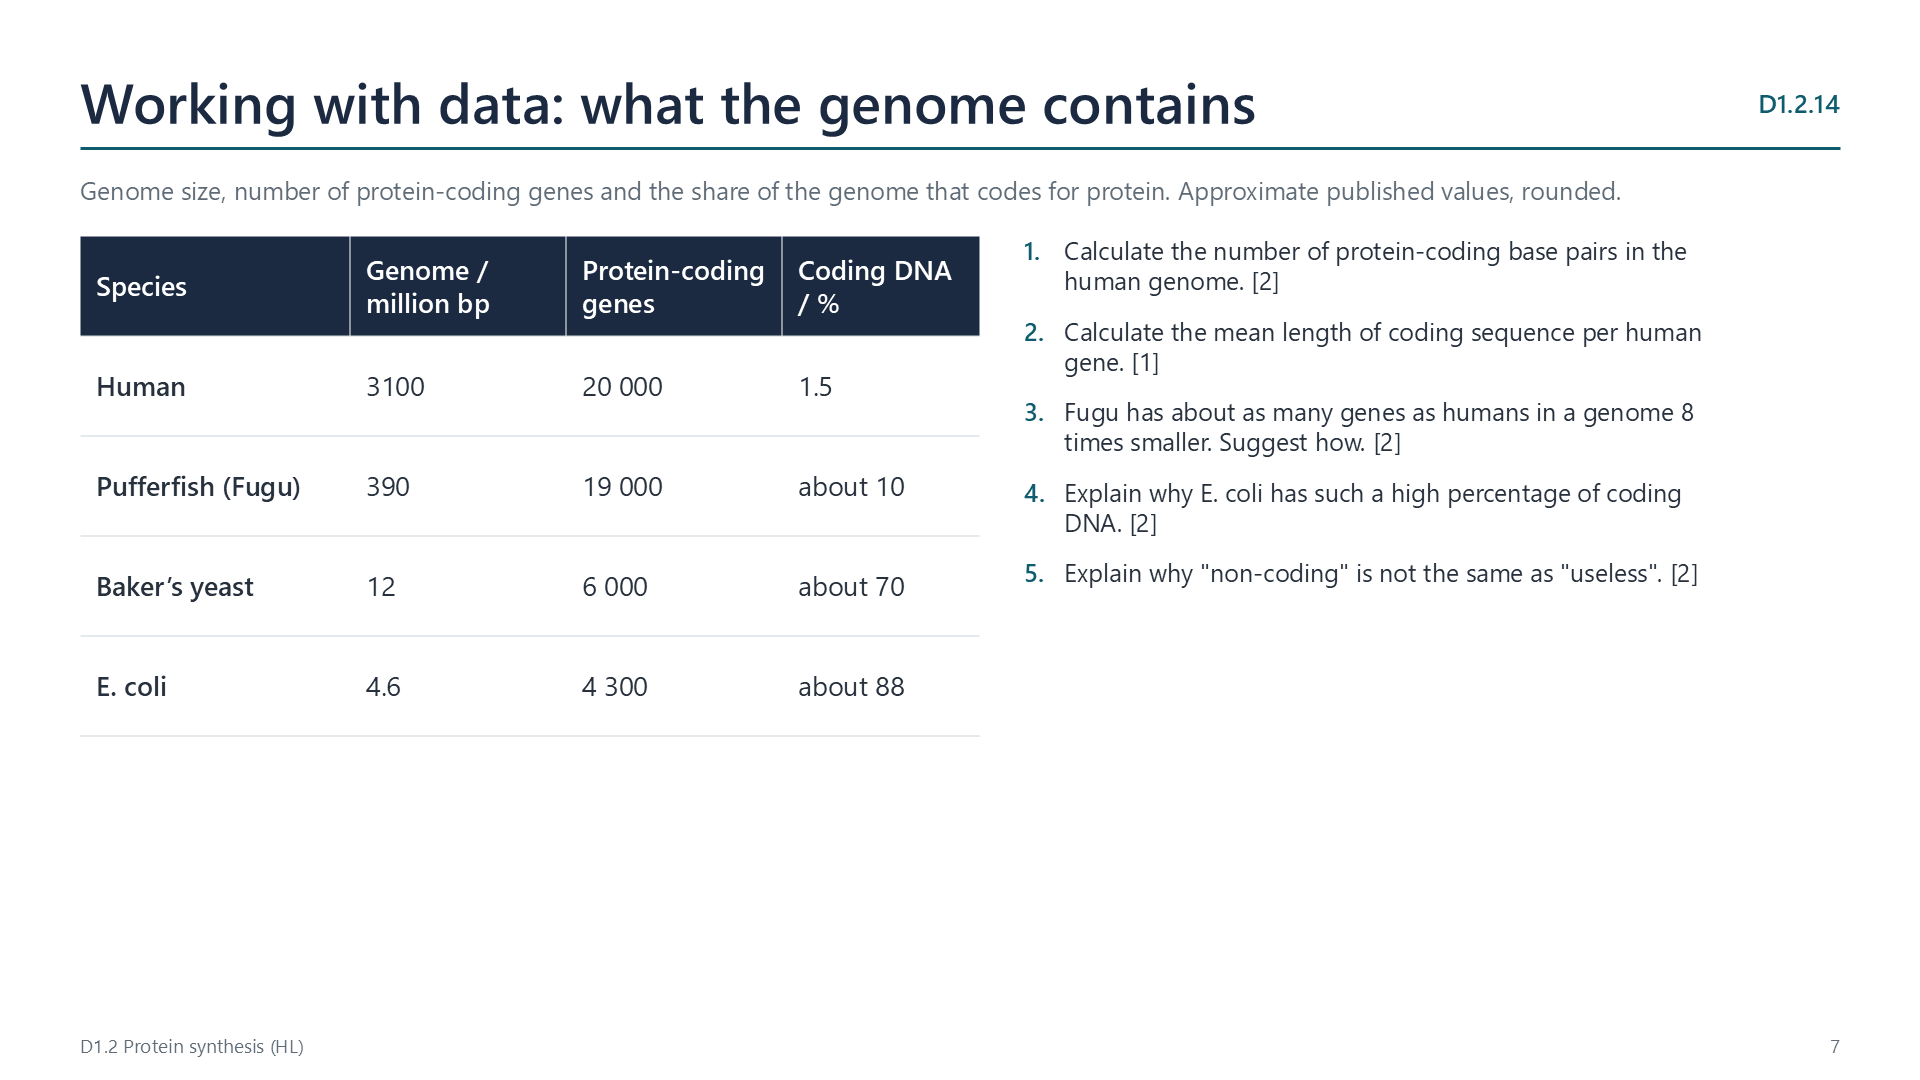 Working with data: what the genome contains
D1.2.14
Genome size, number of protein-coding genes and the share of the genome that codes for protein. Approximate published values, rounded.
Species
Genome /
million bp
Protein-coding
genes
Coding DNA
/ %
Human
3100
20 000
1.5
Pufferfish (Fugu)
390
19 000
about 10
Baker’s yeast
12
6 000
about 70
E. coli
4.6
4 300
about 88
1. Calculate the number of protein-coding base pairs in the
human genome. [2]
2. Calculate the mean length of coding sequence per human
gene. [1]
3. Fugu has about as many genes as humans in a genome 8
times smaller. Suggest how. [2]
4. Explain why E. coli has such a high percentage of coding
DNA. [2]
5. Explain why "non-coding" is not the same as "useless". [2]
D1.2 Protein synthesis (HL)
7